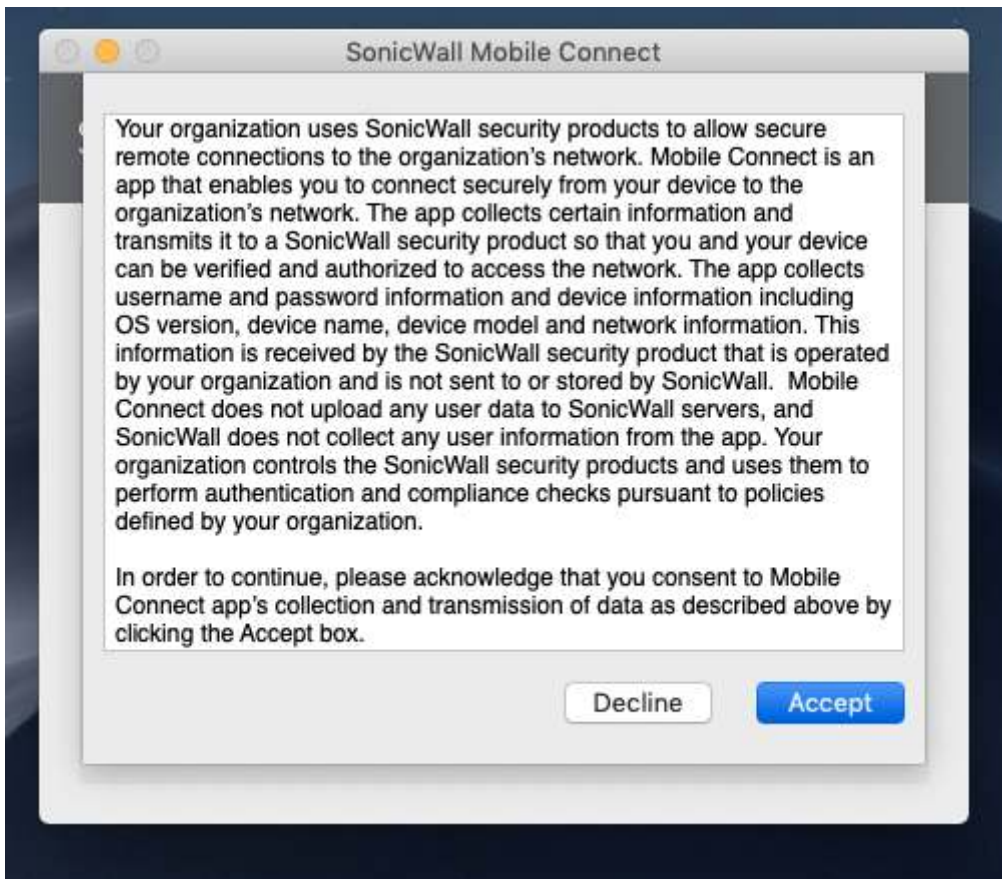 SonicWall Mobile Connect
Your organization uses SonicWall security products to allow secure
remote connections to the organization's network. Mobile Connect is an
app that enables you to connect securely from your device to the
organization's network. The app collects certain information and
transmits it to a SonicWall security product so that you and your device
can be verified and authorized to access the network. The app collects
username and password information and device information including
OS version, device name, device model and network information. This
information is received by the SonicWall security product that is operated
by your organization and is not sent to or stored by SonicWall.  Mobile
Connect does not upload any user data to SonicWall servers, and
SonicWall does not collect any user information from the app. Your
organization controls the SonicWall security products and uses them to
perform authentication and compliance checks pursuant to policies
defined by your organization.
In order to continue, please acknowledge that you consent to Mobile
Connect app's collection and transmission of data as described above by
clicking the Accept box.
Decline Accept